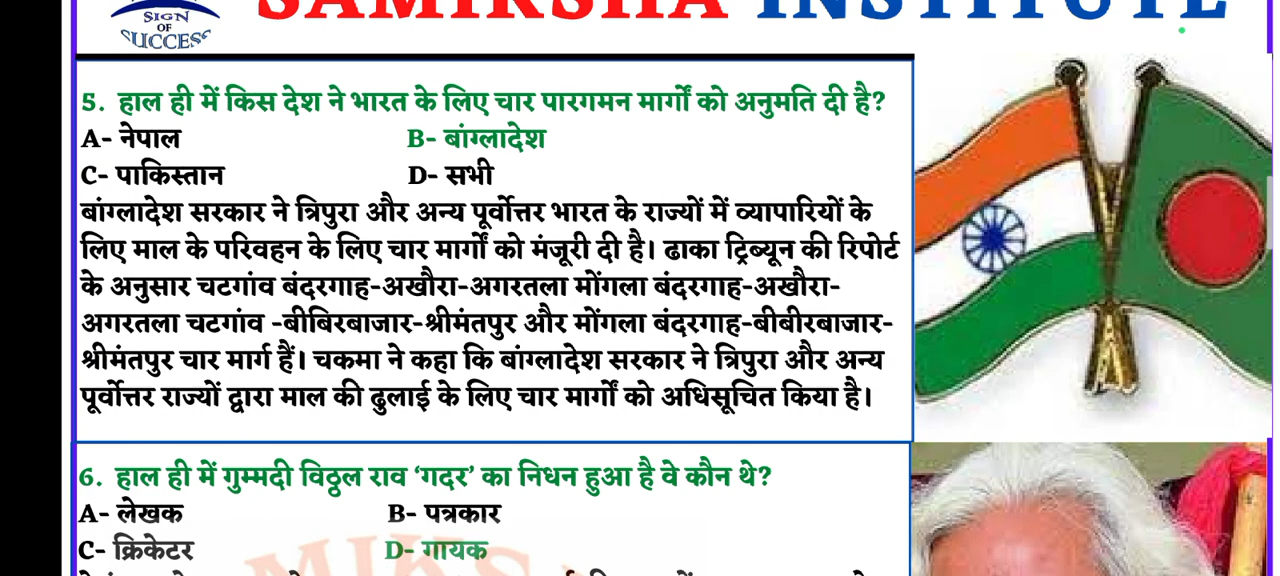 SIGN
OF
SUCCESS
SAMIKSHA INSTITUTE
5. हाल ही में किस देश ने भारत के लिए चार पारगमन मार्गों को अनुमति दी है?
A- नेपाल B- बांग्लादेश
C- पाकिस्तान D- सभी
बांग्लादेश सरकार ने त्रिपुरा और अन्य पूर्वोत्तर भारत के राज्यों में व्यापारियों के
लिए माल के परिवहन के लिए चार मार्गों को मंजूरी दी है। ढाका ट्रिब्यून की रिपोर्ट
के अनुसार चटगांव बंदरगाह-अखौरा-अगरतला मोंगला बंदरगाह-अखौरा-
अगरतला चटगांव -बीबिरबाजार-श्रीमंतपुर और मोंगला बंदरगाह-बीबीरबाजार-
श्रीमंतपुर चार मार्ग हैं। चकमा ने कहा कि बांग्लादेश सरकार ने त्रिपुरा और अन्य
पूर्वोत्तर राज्यों द्वारा माल की ढुलाई के लिए चार मार्गों को अधिसूचित किया है।
6. हाल ही में गुम्मदी विठ्ठल राव ‘गदर’ का निधन हुआ है वे कौन थे?
A- लेखक B- पत्रकार
C- क्रिकेटर D- गायक